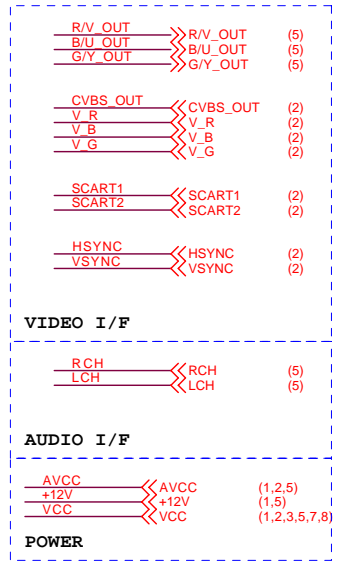 R/V_OUT R/V_OUT (5)
B/U_OUT B/U_OUT (5)
G/Y_OUT G/Y_OUT (5)
CVBS_OUT CVBS_OUT (2)
V_R V_R (2)
V_B V_B (2)
V_G V_G (2)
SCART1 SCART1 (2)
SCART2 SCART2 (2)
HSYNC HSYNC (2)
VSYNC VSYNC (2)
VIDEO I/F
RCH RCH (5)
LCH LCH (5)
AUDIO I/F
AVCC AVCC (1,2,5)
+12V +12V (1,5)
VCC VCC (1,2,3,5,7,8)
POWER